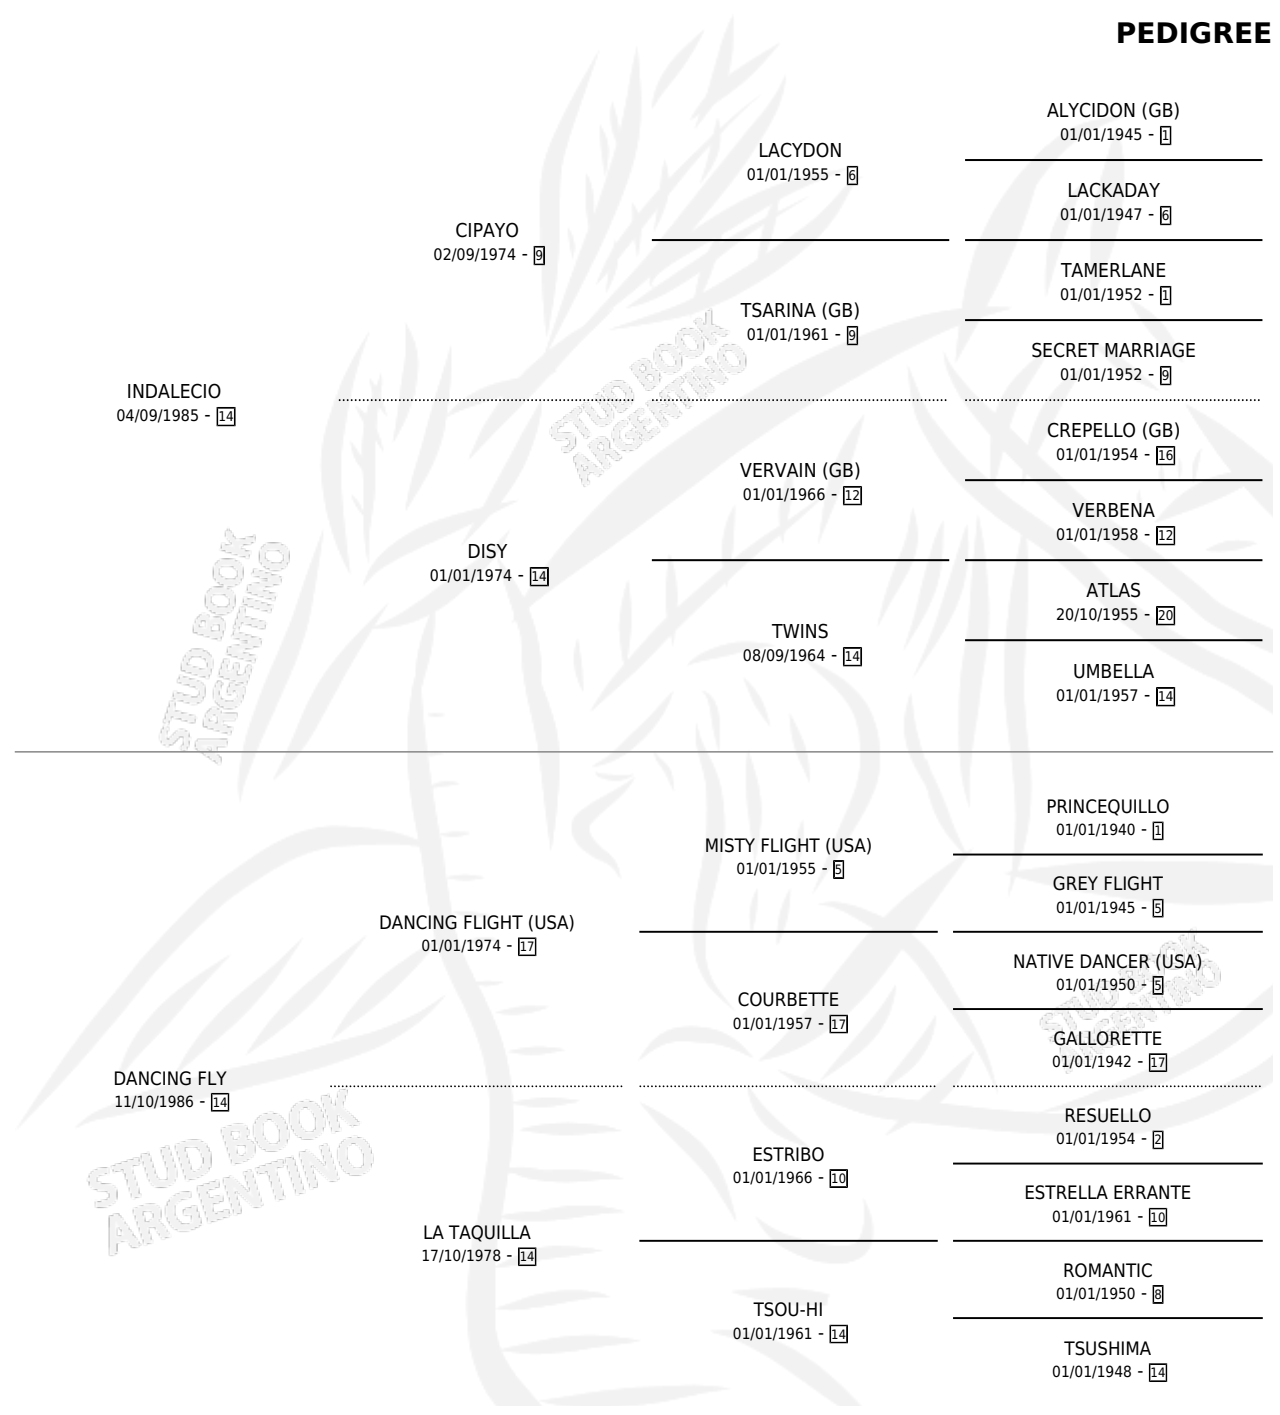 PEDIGREE
ALYCIDON (GB)
01/01/1945 - 1
LACYDON
01/01/1955 - 6
LACKADAY
01/01/1947 - 6
CIPAYO
02/09/1974 - 9
TAMERLANE
01/01/1952 - 1
TSARINA (GB)
01/01/1961 - 9
SECRET MARRIAGE
01/01/1952 - 9
INDALECIO
04/09/1985 - 14
CREPELLO (GB)
01/01/1954 - 16
VERVAIN (GB)
01/01/1966 - 12
VERBENA
01/01/1958 - 12
DISY
01/01/1974 - 14
ATLAS
20/10/1955 - 20
TWINS
08/09/1964 - 14
UMBELLA
01/01/1957 - 14
PRINCEQUILLO
01/01/1940 - 1
MISTY FLIGHT (USA)
01/01/1955 - 5
GREY FLIGHT
01/01/1945 - 5
DANCING FLIGHT (USA)
01/01/1974 - 17
NATIVE DANCER (USA)
01/01/1950 - 5
COURBETTE
01/01/1957 - 17
GALLORETTE
01/01/1942 - 17
DANCING FLY
11/10/1986 - 14
RESUELLO
01/01/1954 - 2
ESTRIBO
01/01/1966 - 10
ESTRELLA ERRANTE
01/01/1961 - 10
LA TAQUILLA
17/10/1978 - 14
ROMANTIC
01/01/1950 - 8
TSOU-HI
01/01/1961 - 14
TSUSHIMA
01/01/1948 - 14
STUD BOOK
ARGENTINO
STUD BOOK
ARGENTINO
STUD BOOK
ARGENTINO
STUD BOOK
ARGENTINO